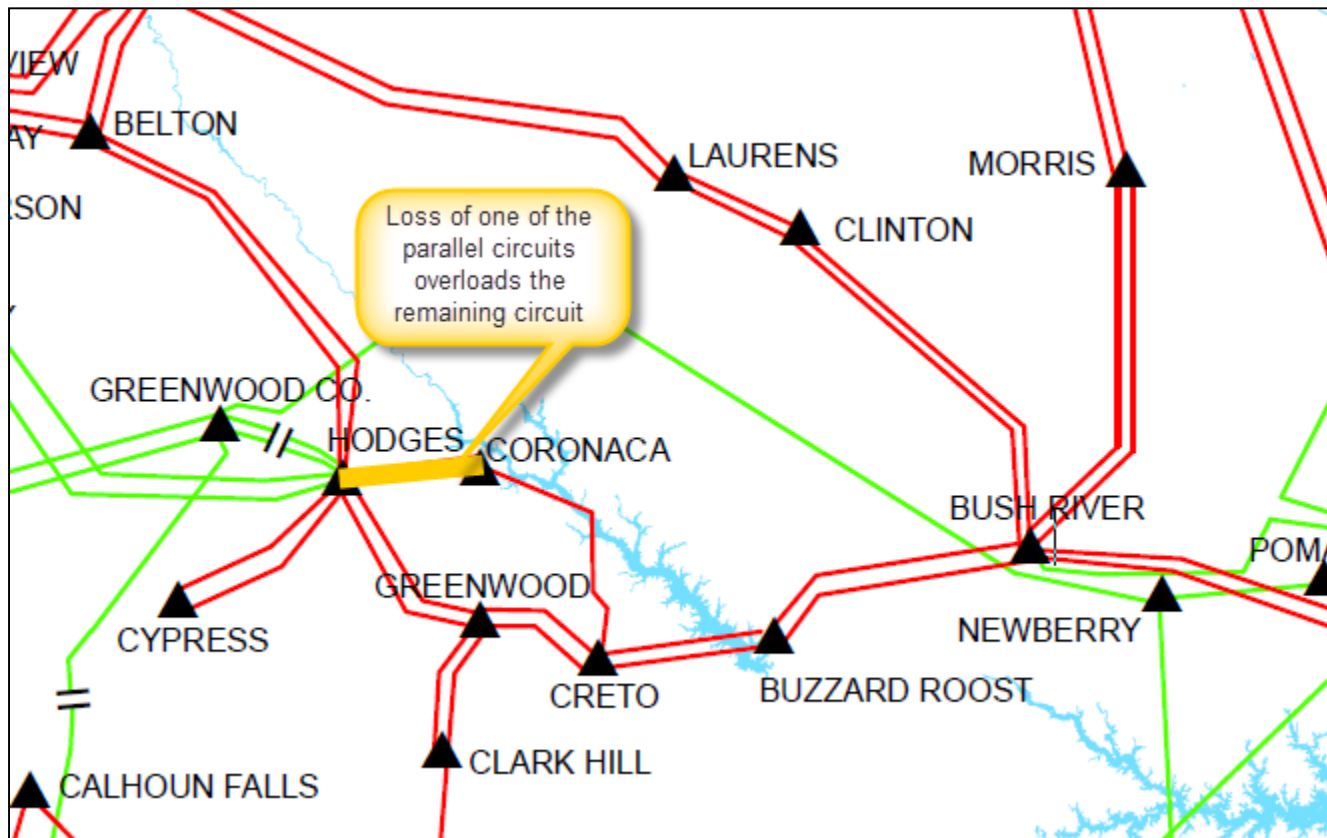 VIEW
BELTON
AY
LAURENS
MORRIS
RSON
Loss of one of the
parallel circuits
overloads the
remaining circuit
CLINTON
GREENWOOD CO.
HODGES
CORONACA
BUSH RIVER
POMA
GREENWOOD
CYPRESS
NEWBERRY
CRETO
BUZZARD ROOST
CLARK HILL
CALHOUN FALLS